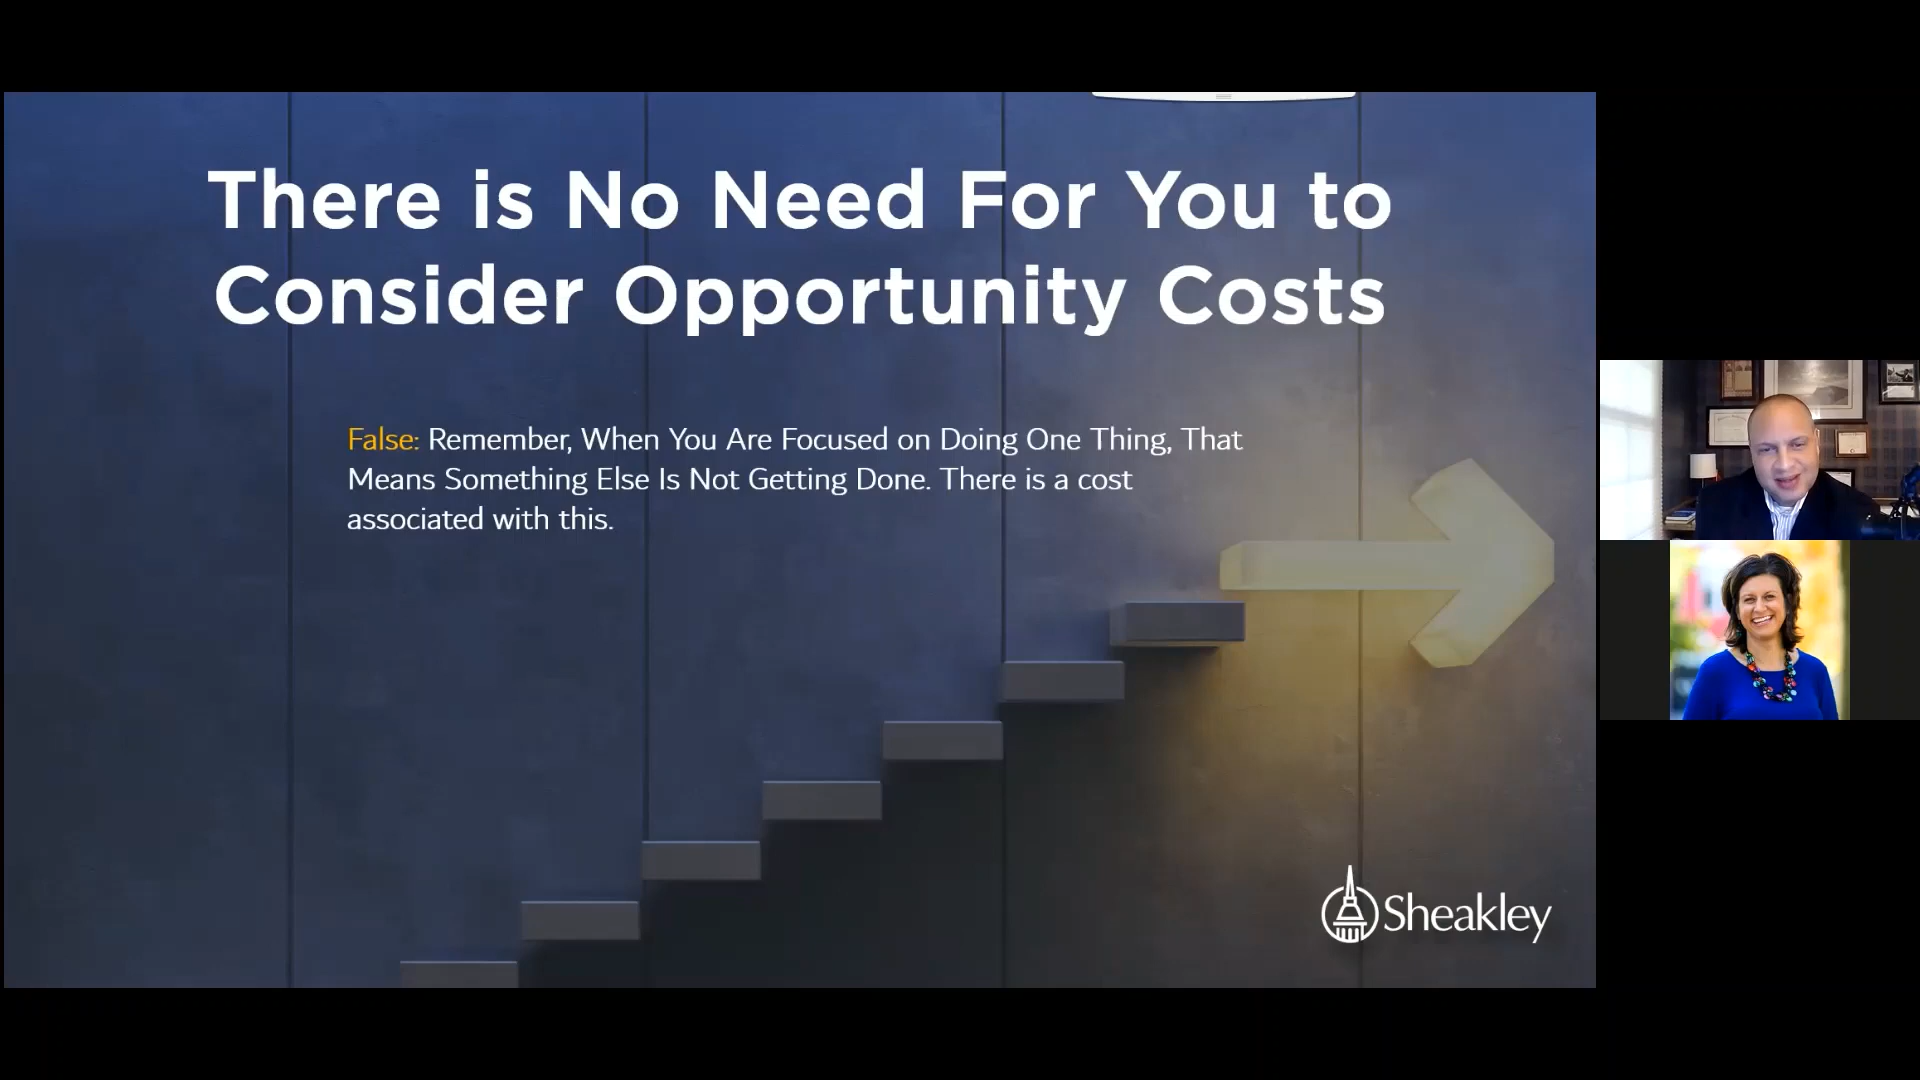 There is No Need For You to
Consider Opportunity Costs
False: Remember, When You Are Focused on Doing One Thing, That
Means Something Else Is Not Getting Done. There is a cost
associated with this.
Sheakley